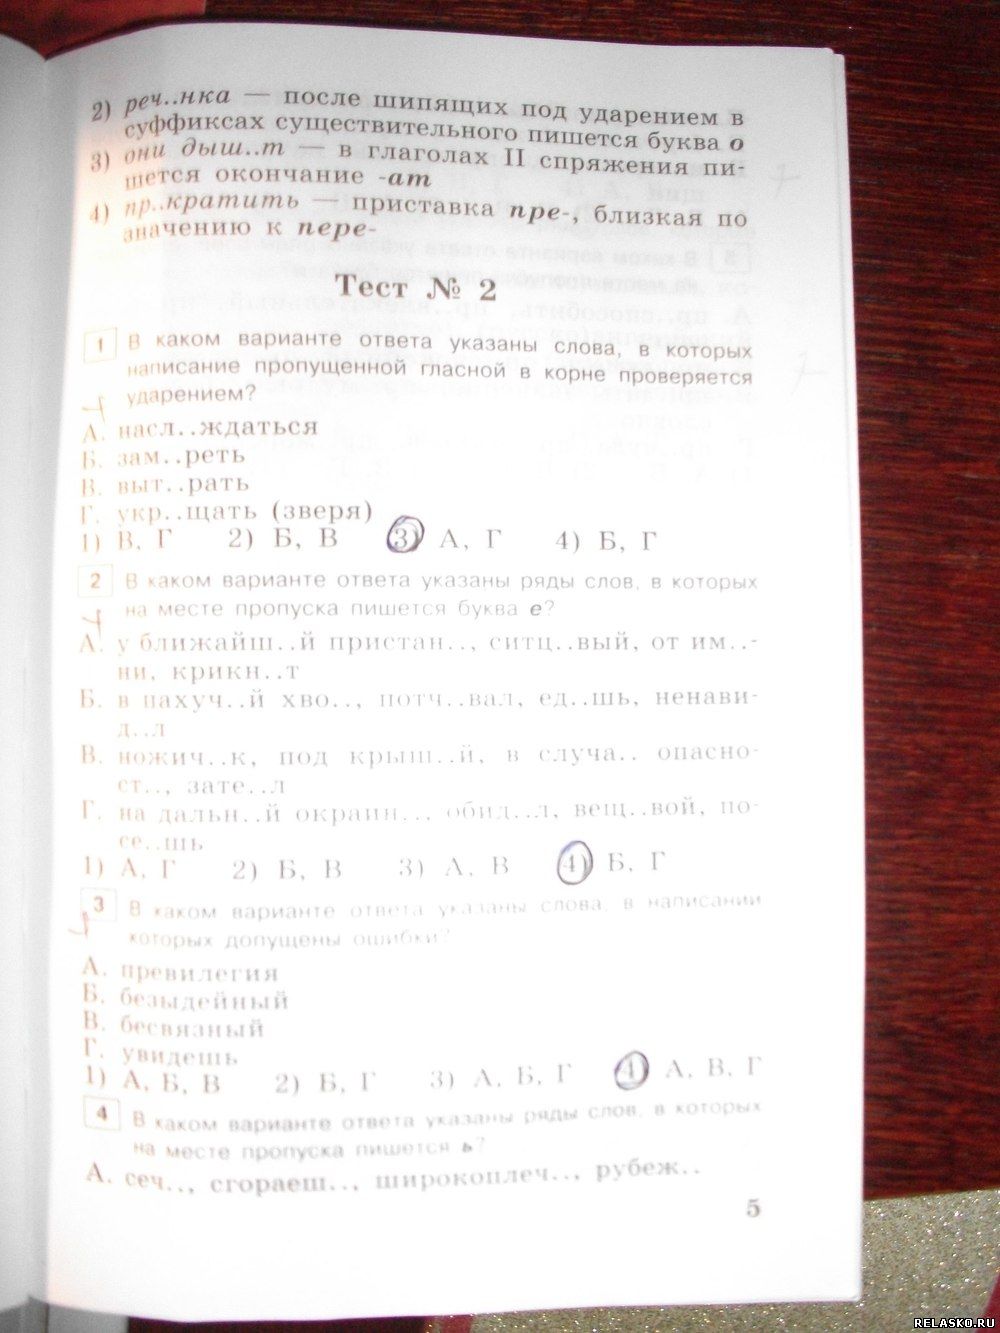 2) реч..нка — после шипящих под ударением в
суффиксах существительного пишется буква о
3) они дыш..т — в глаголах II спряжения пи-
шется окончание -ат
4) пр..кратить — приставка пре-, близкая по
значению к пере-
Тест № 2
1 В каком варианте ответа указаны слова, в которых
написание пропущенной гласной в корне проверяется
ударением?
А. насл..ждаться
Б. зам..реть
В. выт..рать
Г. укр..щать (зверя)
1) В, Г 2) Б, В 3) А, Г 4) Б, Г
2 В каком варианте ответа указаны ряды слов, в которых
на месте пропуска пишется буква е?
А. у ближайш..й пристан.., ситц..вый, от им..-
ни, крикн..т
Б. в пахуч..й хво.., потч..вал, ед..шь, ненави-
д..л
В. ножич..к, под крыш..й, в случа.. опасно-
ст.., зате..л
Г. на дальн..й окраин.., обид..л, вещ..вой, по-
се..шь
1) А, Г 2) Б, В 3) А, В 4) Б, Г
3 В каком варианте ответа указаны слова, в написании
которых допущены ошибки?
А. превилегия
Б. безыдейный
В. бесвязный
Г. увидешь
1) А, Б, В 2) Б, Г 3) А, Б, Г 4) А, В, Г
4 В каком варианте ответа указаны ряды слов, в которых
на месте пропуска пишется ь?
А. сеч.., сгораеш.., широкоплеч.., рубеж..
5
RELASKO.RU